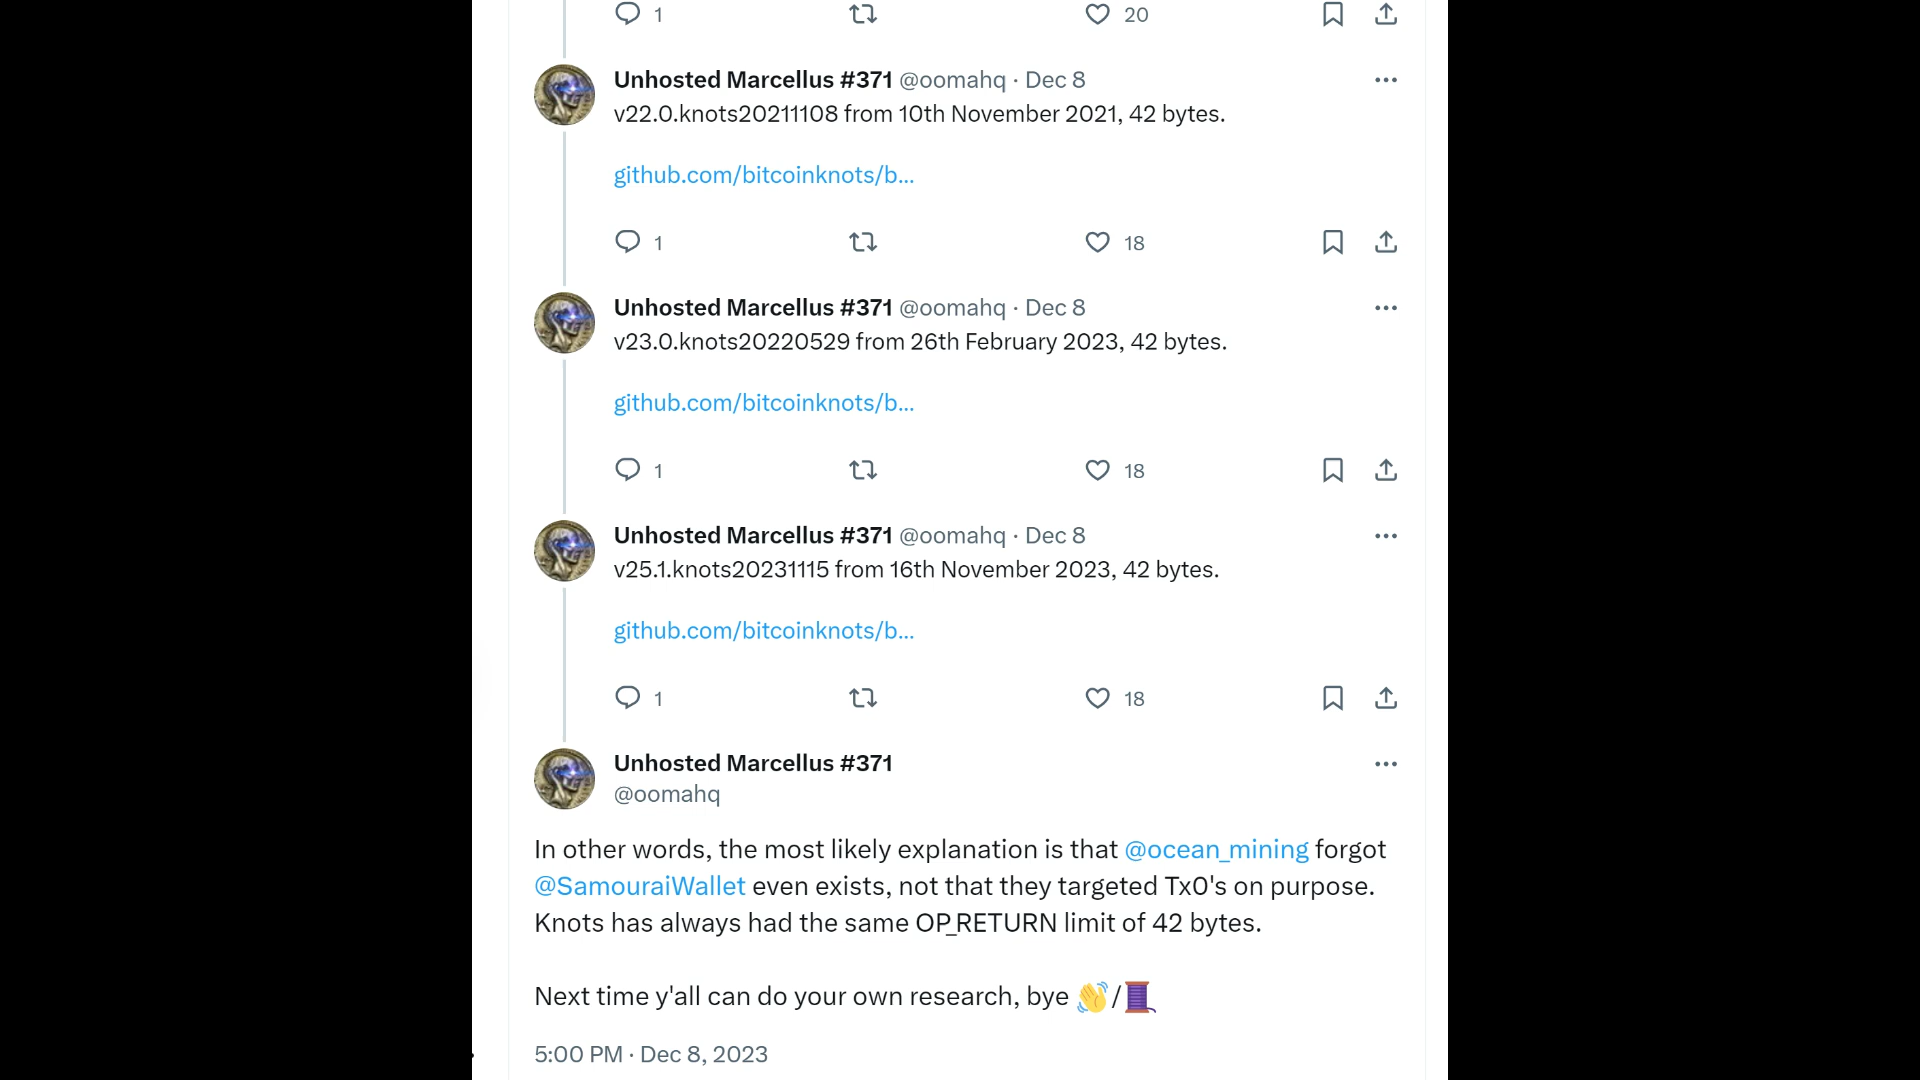 1 20
Unhosted Marcellus #371 @oomahq · Dec 8
v22.0.knots20211108 from 10th November 2021, 42 bytes.
github.com/bitcoinknots/b...
1 18
Unhosted Marcellus #371 @oomahq · Dec 8
v23.0.knots20220529 from 26th February 2023, 42 bytes.
github.com/bitcoinknots/b...
1 18
Unhosted Marcellus #371 @oomahq · Dec 8
v25.1.knots20231115 from 16th November 2023, 42 bytes.
github.com/bitcoinknots/b...
1 18
Unhosted Marcellus #371
@oomahq
In other words, the most likely explanation is that @ocean_mining forgot
@SamouraiWallet even exists, not that they targeted Tx0's on purpose.
Knots has always had the same OP_RETURN limit of 42 bytes.
Next time y'all can do your own research, bye 👋/🧵
5:00 PM · Dec 8, 2023